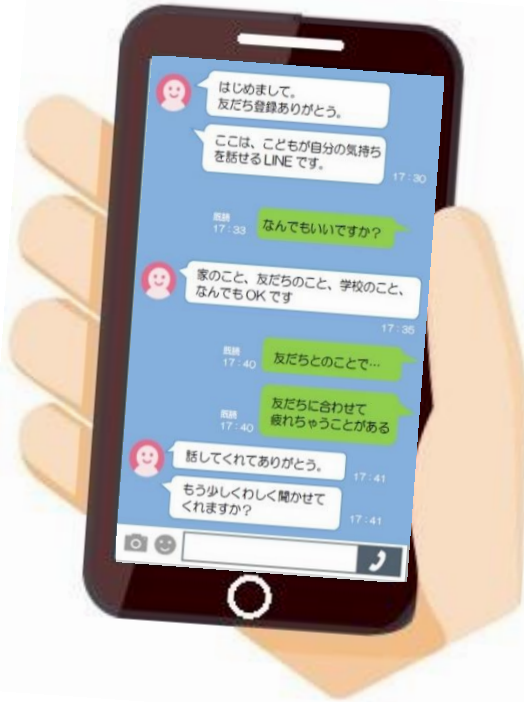 はじめまして。
友だち登録ありがとう。
ここは、こどもが自分の気持ち
を話せるLINEです。
17:30
既読
17:33
なんでもいいですか？
家のこと、友だちのこと、学校のこと、
なんでもOKです
17:35
既読
17:40
友だちとのことで…
既読
17:40
友だちに合わせて
疲れちゃうことがある
話してくれてありがとう。
17:41
もう少しくわしく聞かせて
くれますか？
17:41